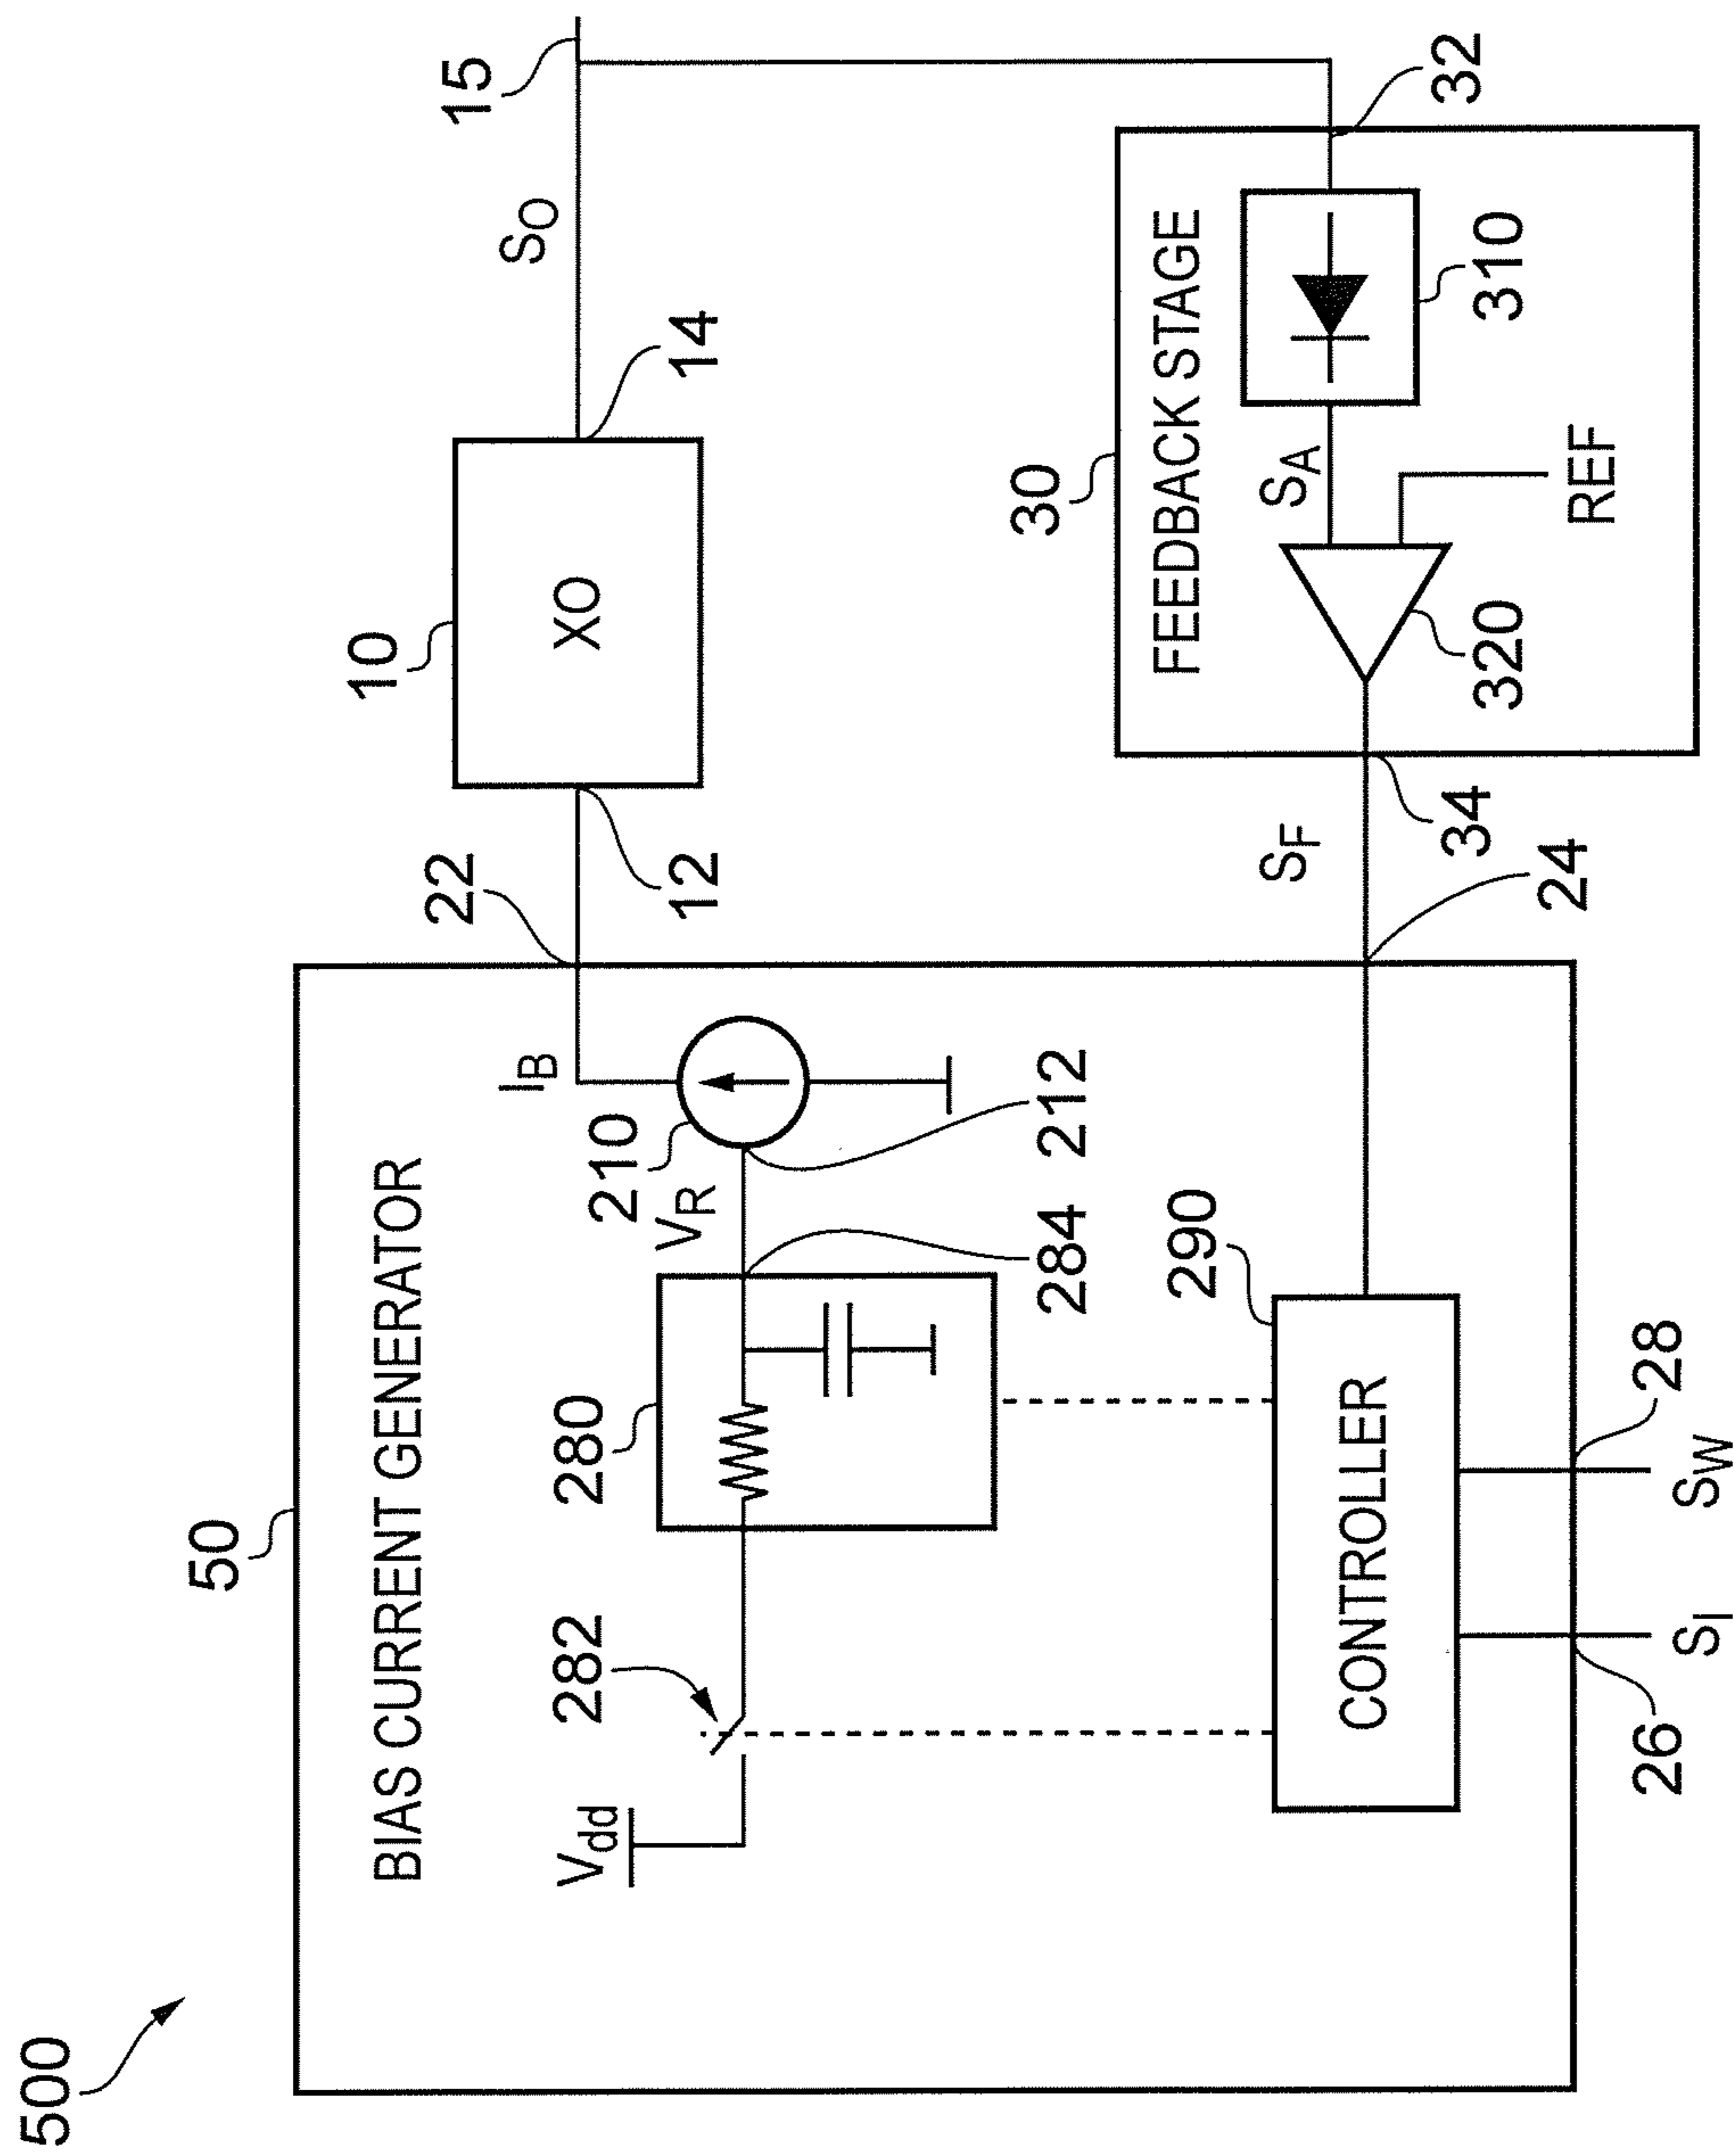 500
50
BIAS CURRENT GENERATOR
Vdd
282
280
VR
210
IB
22
12
10
XO
14
SO
15
284
212
290
CONTROLLER
26
28
SI
SW
24
SF
34
30
FEEDBACK STAGE
SA
320
310
REF
32